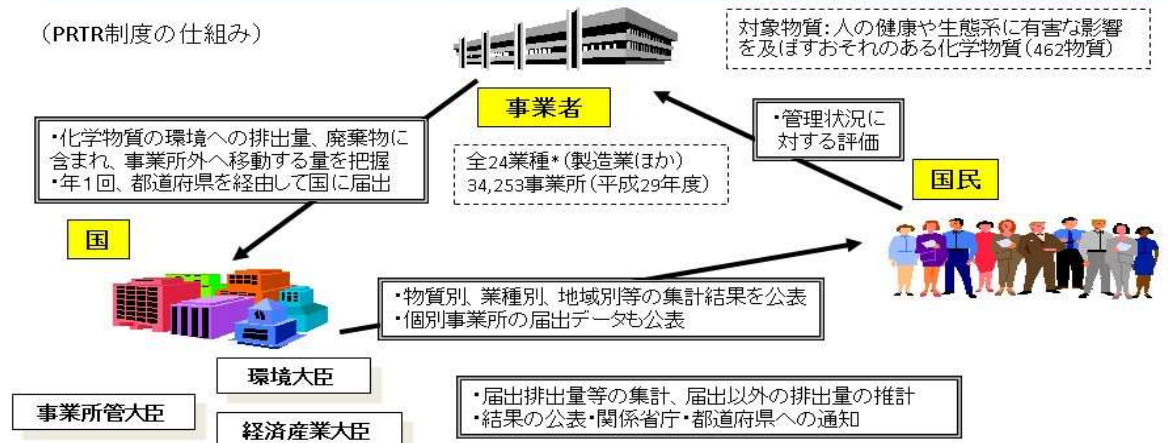 （PRTR制度の仕組み）
対象物質：人の健康や生態系に有害な影響
を及ぼすおそれのある化学物質（462物質）
事業者
・化学物質の環境への排出量、廃棄物に
含まれ、事業所外へ移動する量を把握
・年1回、都道府県を経由して国に届出
全24業種*（製造業ほか）
34,253事業所（平成29年度）
・管理状況に
対する評価
国民
国
・物質別、業種別、地域別等の集計結果を公表
・個別事業所の届出データも公表
環境大臣
事業所管大臣
経済産業大臣
・届出排出量等の集計、届出以外の排出量の推計
・結果の公表・関係省庁・都道府県への通知